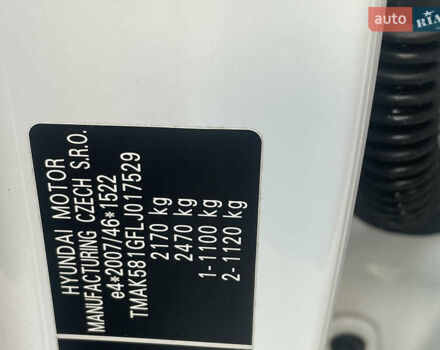 HYUNDAI MOTOR
MANUFACTURING CZECH S.R.O.
e4*2007/46*1522
TMAK581GFLJ017529
2170 kg
2470 kg
1- 1100 kg
2- 1120 kg
auto RIA